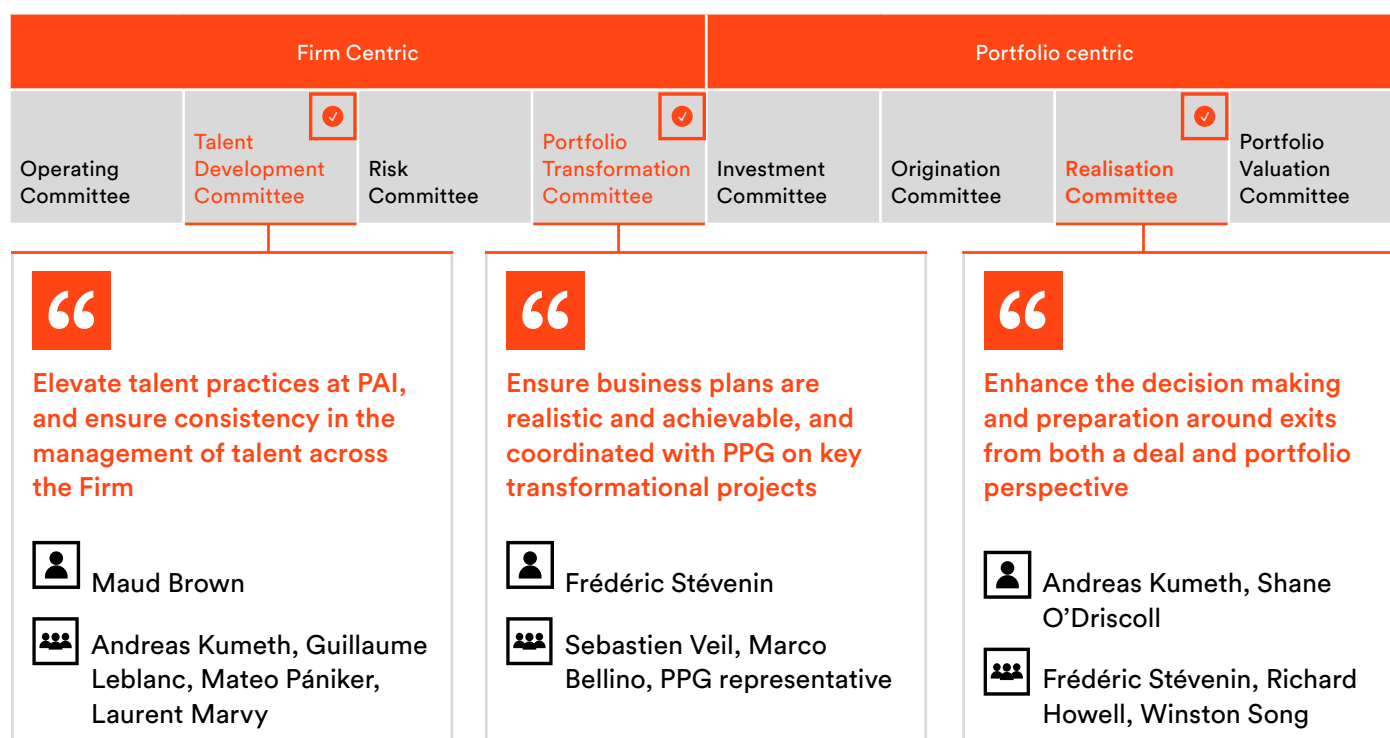 Firm Centric
Portfolio centric
Operating
Committee
Talent
Development
Committee
Risk
Committee
Portfolio
Transformation
Committee
Investment
Committee
Origination
Committee
Realisation
Committee
Portfolio
Valuation
Committee
“
Elevate talent practices at PAI,
and ensure consistency in the
management of talent across
the Firm
Maud Brown
Andreas Kumeth, Guillaume
Leblanc, Mateo Pániker,
Laurent Marvy
“
Ensure business plans are
realistic and achievable, and
coordinated with PPG on key
transformational projects
Frédéric Stévenin
Sebastien Veil, Marco
Bellino, PPG representative
“
Enhance the decision making
and preparation around exits
from both a deal and portfolio
perspective
Andreas Kumeth, Shane
O’Driscoll
Frédéric Stévenin, Richard
Howell, Winston Song